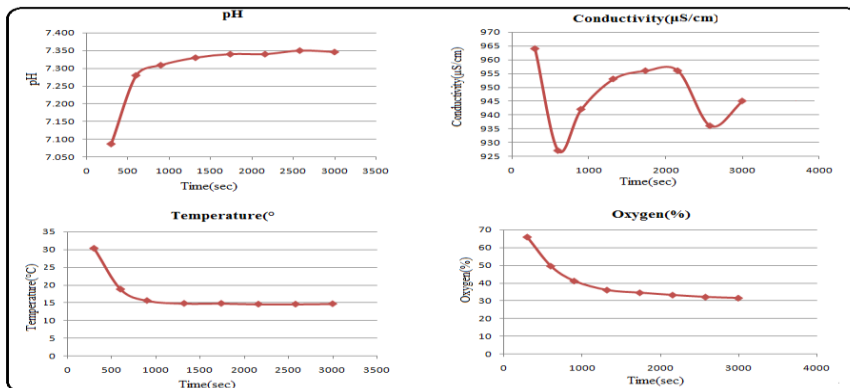 pH
7.400
7.350
7.300
7.250
7.200
7.150
7.100
7.050
pH
0 500 1000 1500 2000 2500 3000 3500
Time(sec)
Conductivity(µS/cm)
965
960
955
950
945
940
935
930
925
Conductivity(µS/cm)
0 1000 2000 3000 4000
Time(sec)
Temperature(°
35
30
25
20
15
10
5
0
Temperature(°C)
0 500 1000 1500 2000 2500 3000 3500
Time(sec)
Oxygen(%)
70
60
50
40
30
20
10
0
Oxygen(%)
0 1000 2000 3000 4000
Time(sec)